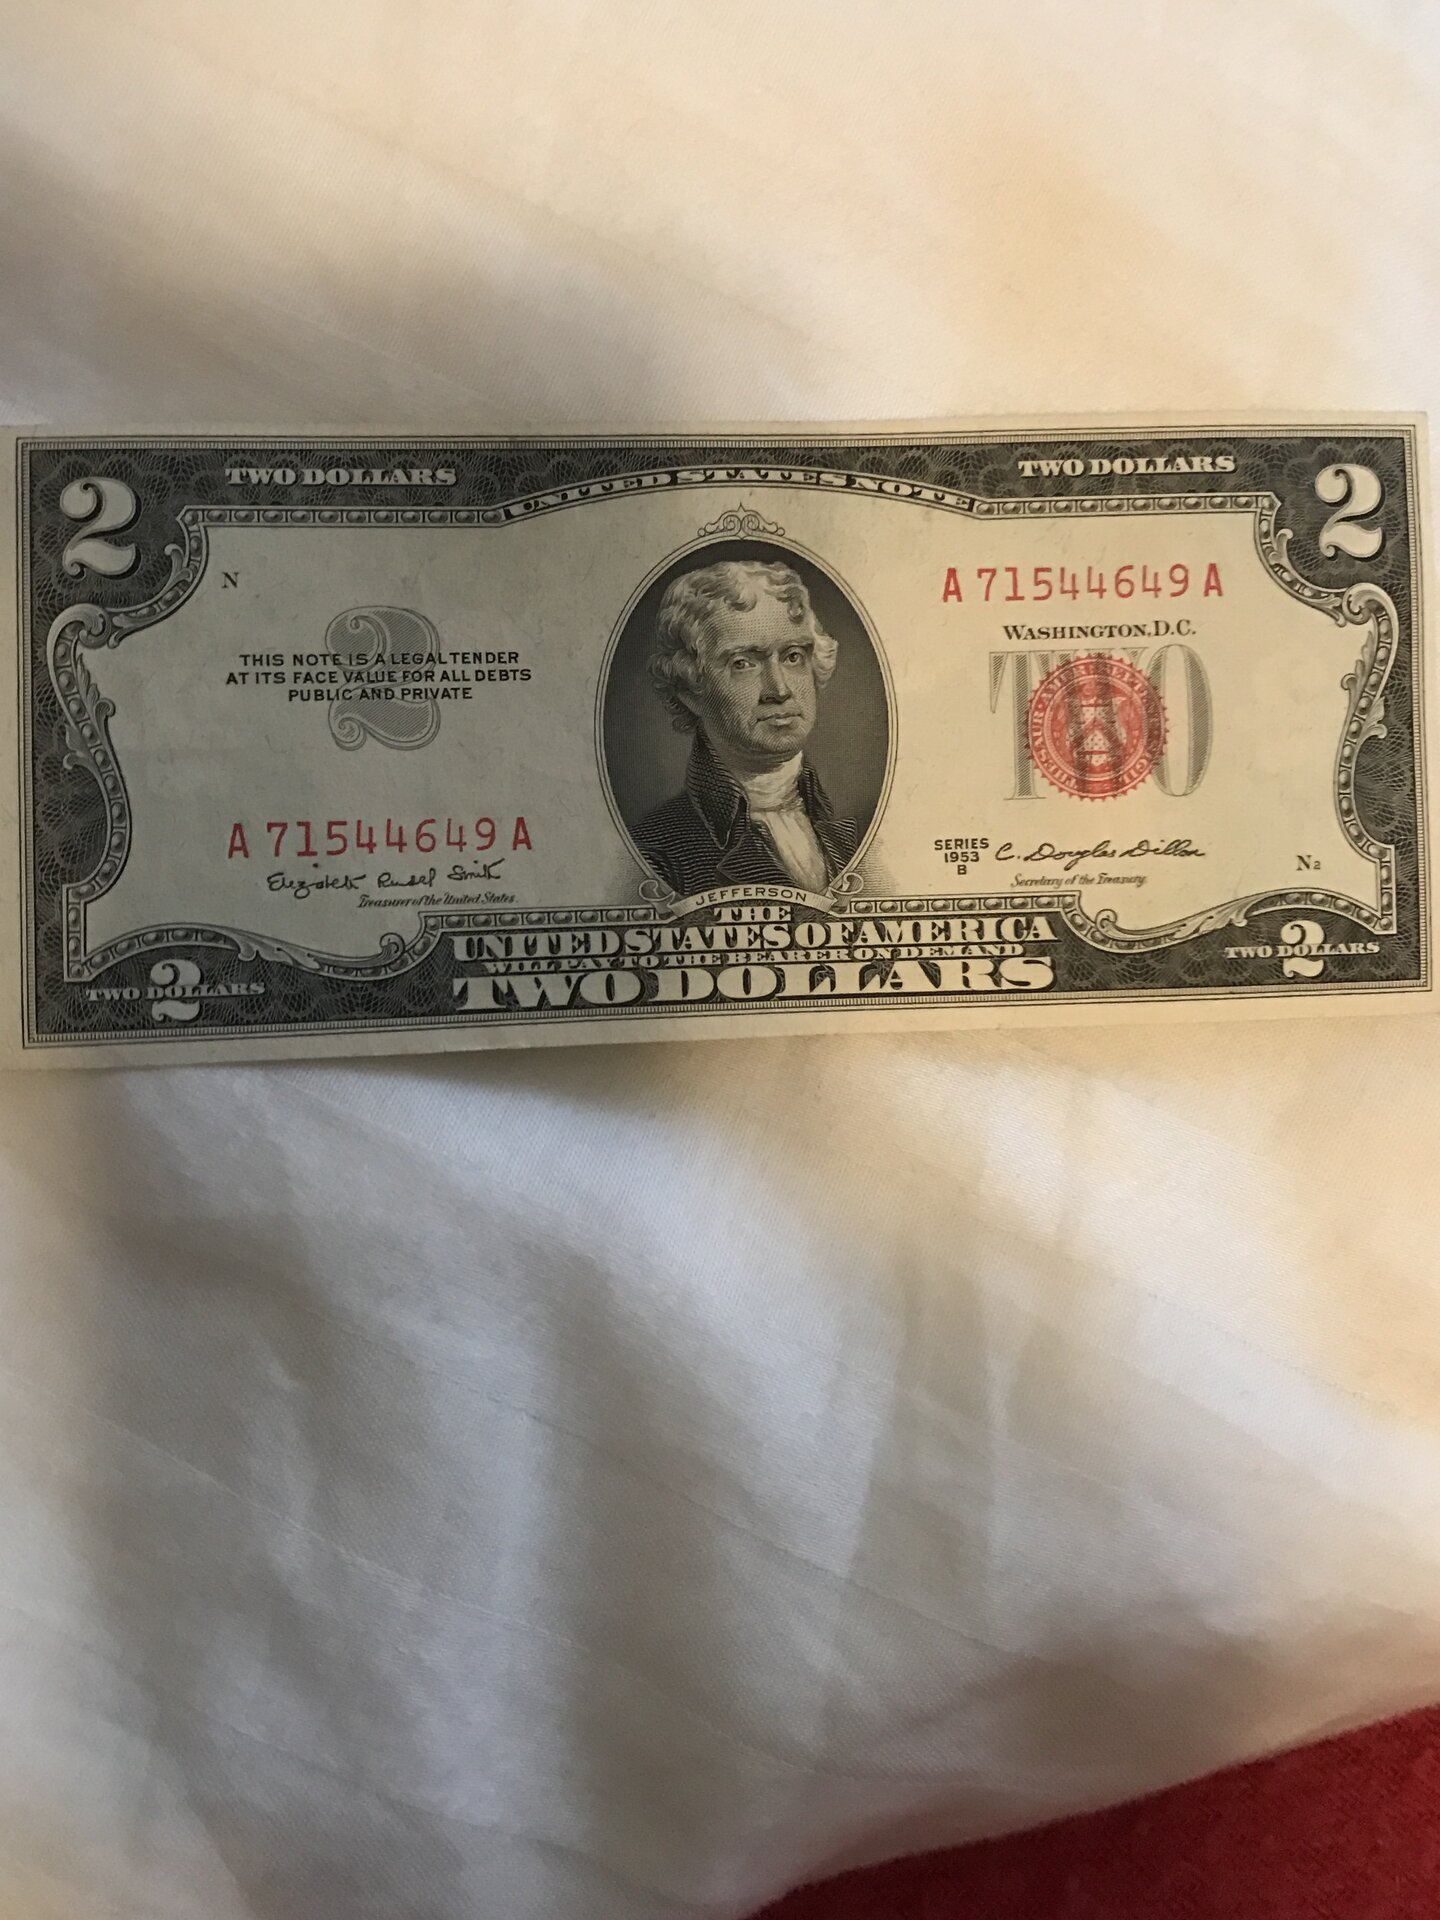 2 TWO DOLLARS UNITED STATES NOTE TWO DOLLARS 2
N
A 71544649 A
WASHINGTON, D.C.
2
TWO
THIS NOTE IS A LEGAL TENDER
AT ITS FACE VALUE FOR ALL DEBTS
PUBLIC AND PRIVATE
A 71544649 A
Elizabeth Rudel Smith
Treasurer of the United States.
SERIES
1953
B
C. Douglas Dillon
Secretary of the Treasury.
N2
JEFFERSON
THE
UNITED STATES OF AMERICA
WILL PAY TO THE BEARER ON DEMAND
TWO DOLLARS
TWO DOLLARS 2
TWO DOLLARS 2